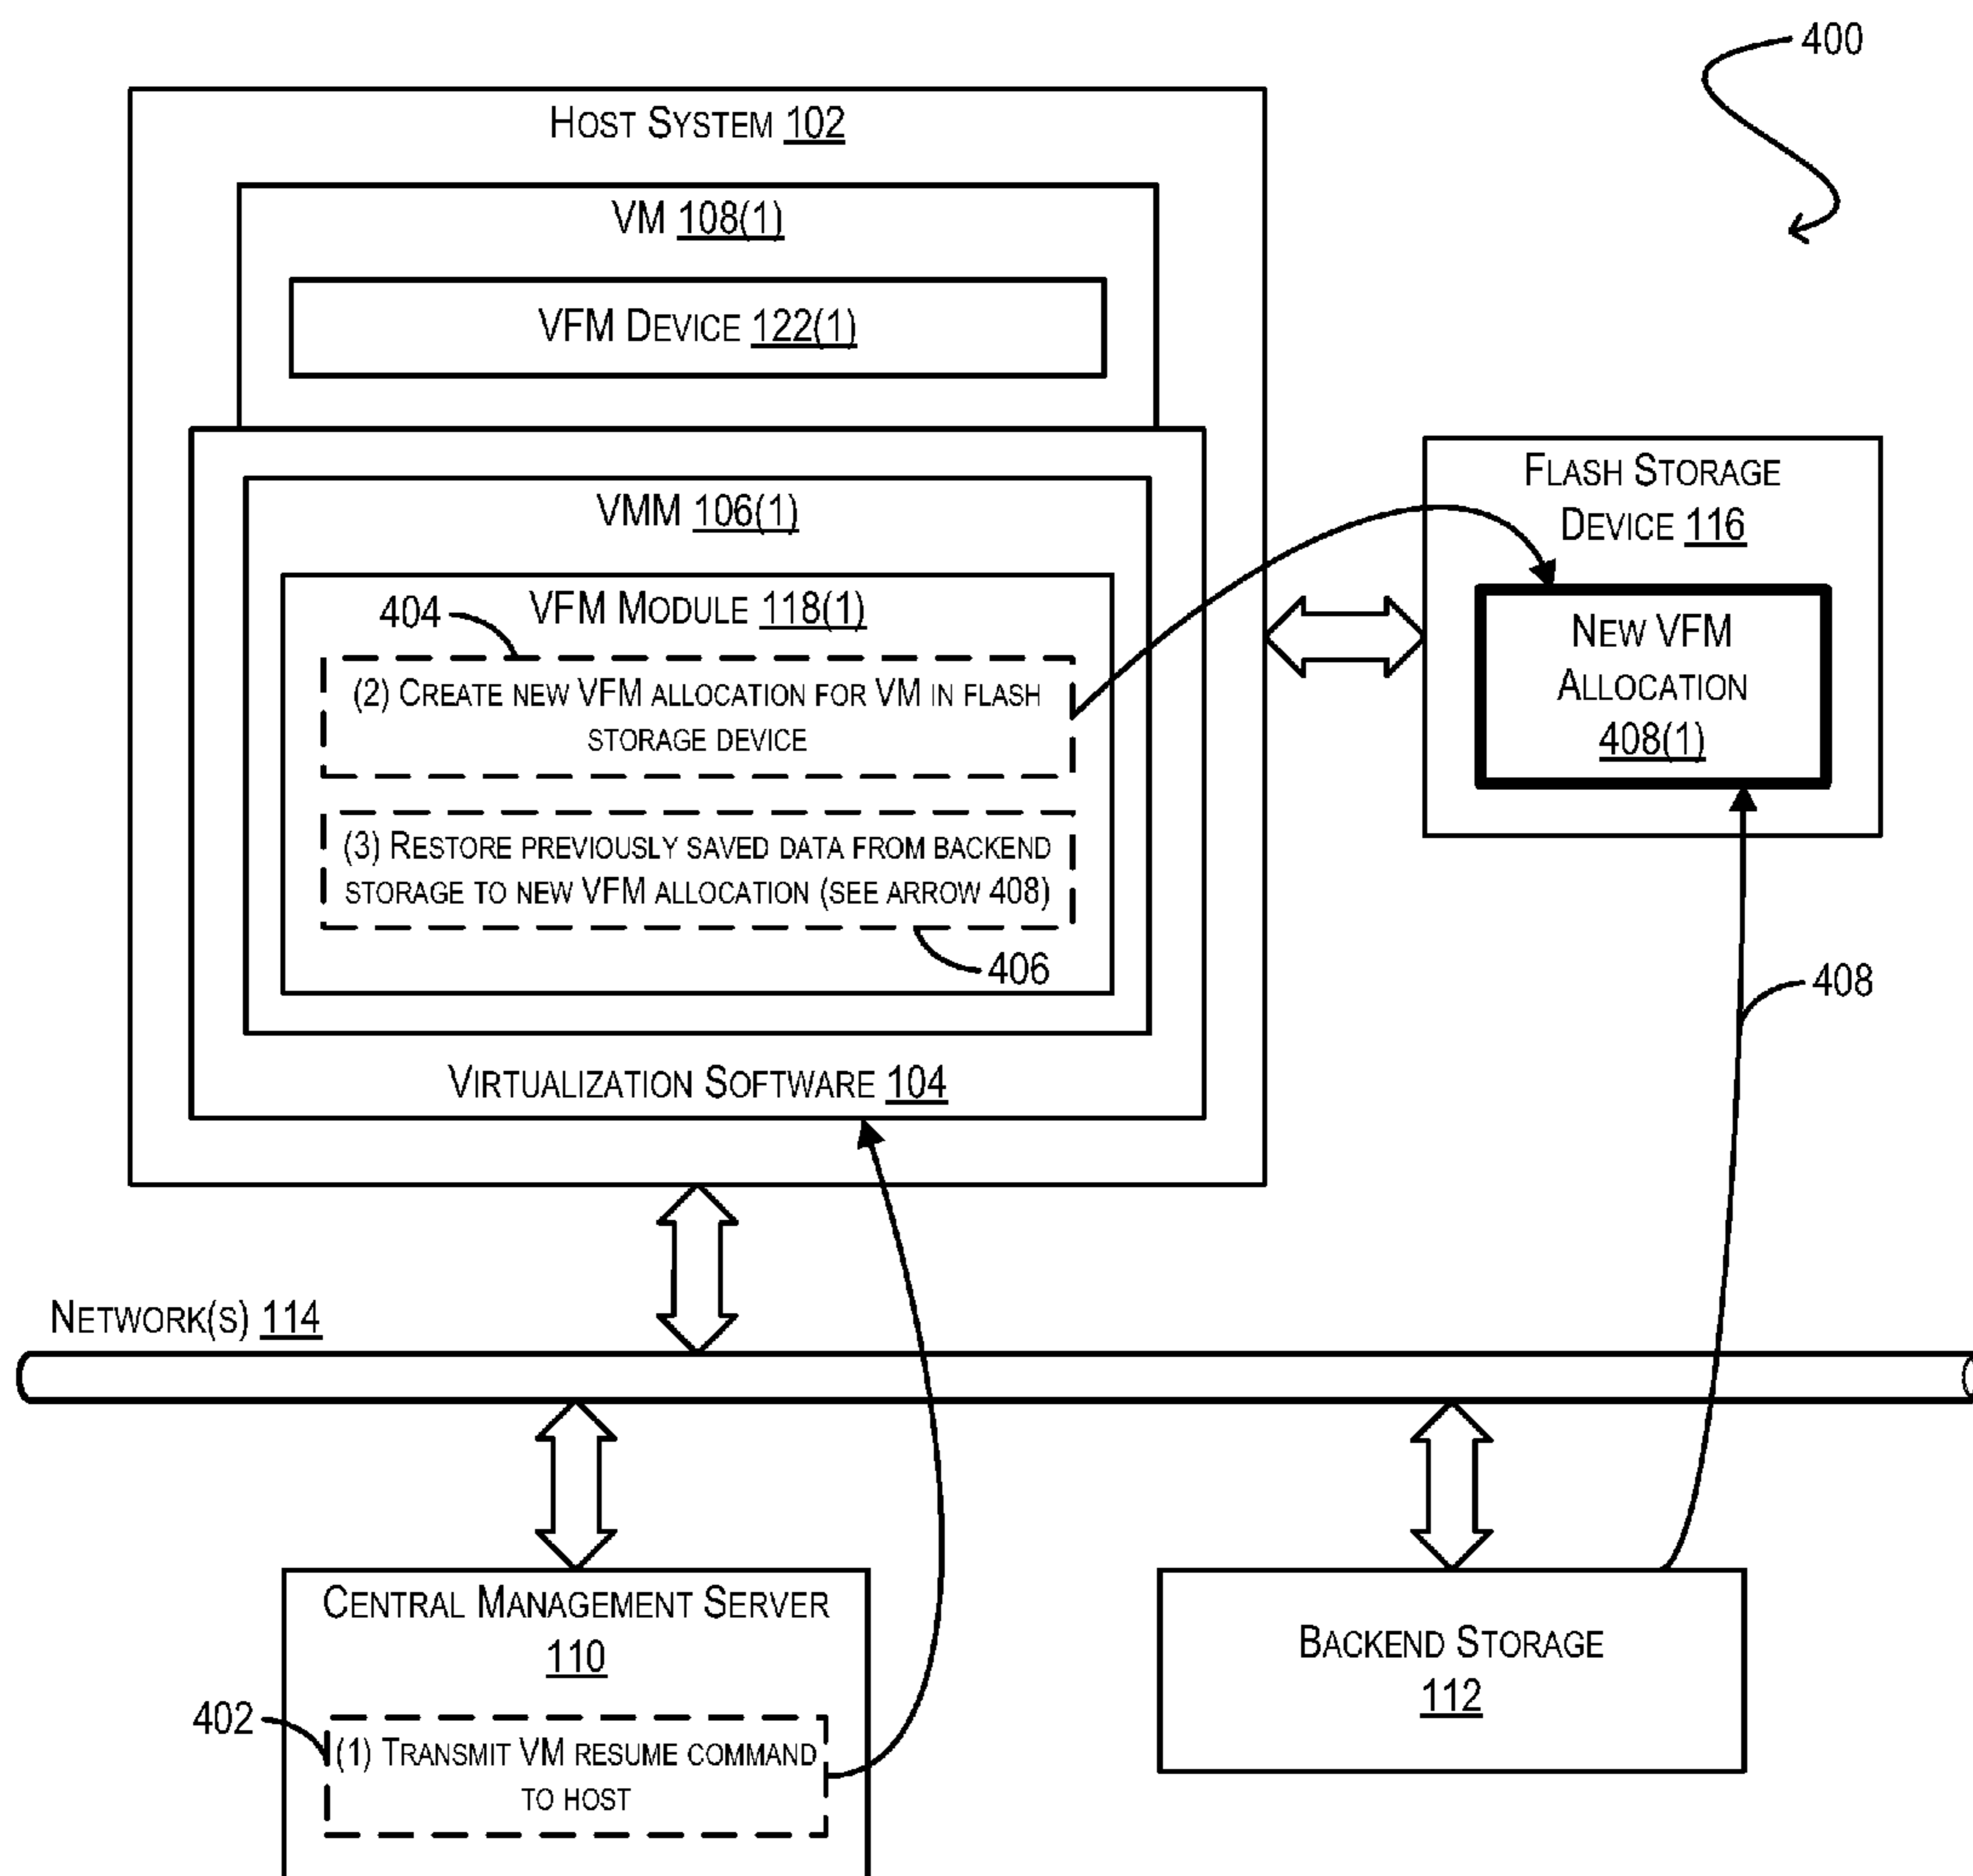 400
HOST SYSTEM 102
VM 108(1)
VFM DEVICE 122(1)
VMM 106(1)
VFM MODULE 118(1)
404
(2) CREATE NEW VFM ALLOCATION FOR VM IN FLASH
STORAGE DEVICE
(3) RESTORE PREVIOUSLY SAVED DATA FROM BACKEND
STORAGE TO NEW VFM ALLOCATION (SEE ARROW 408)
406
VIRTUALIZATION SOFTWARE 104
FLASH STORAGE
DEVICE 116
NEW VFM
ALLOCATION
408(1)
408
NETWORK(S) 114
CENTRAL MANAGEMENT SERVER
110
402
(1) TRANSMIT VM RESUME COMMAND
TO HOST
BACKEND STORAGE
112